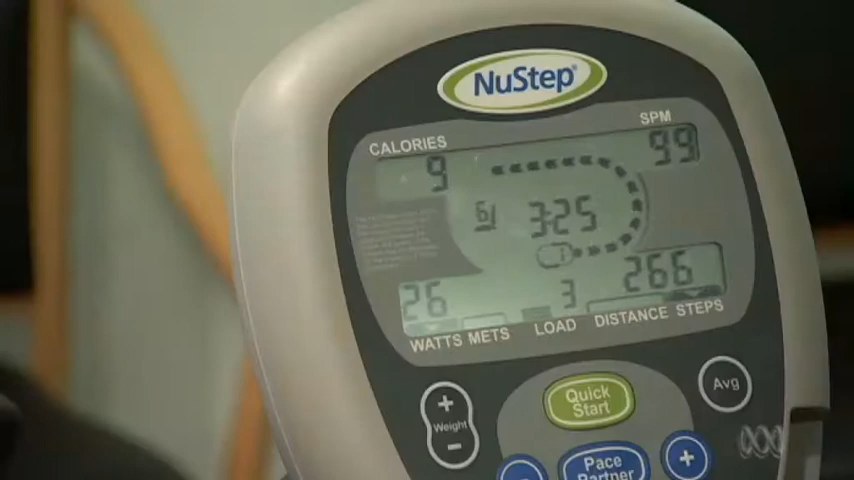 NuStep®
CALORIES
SPM
9
99
3:25
26
3
266
WATTS METS LOAD DISTANCE STEPS
Quick
Start
Avg
+
Weight
−
Pace
Partner
+